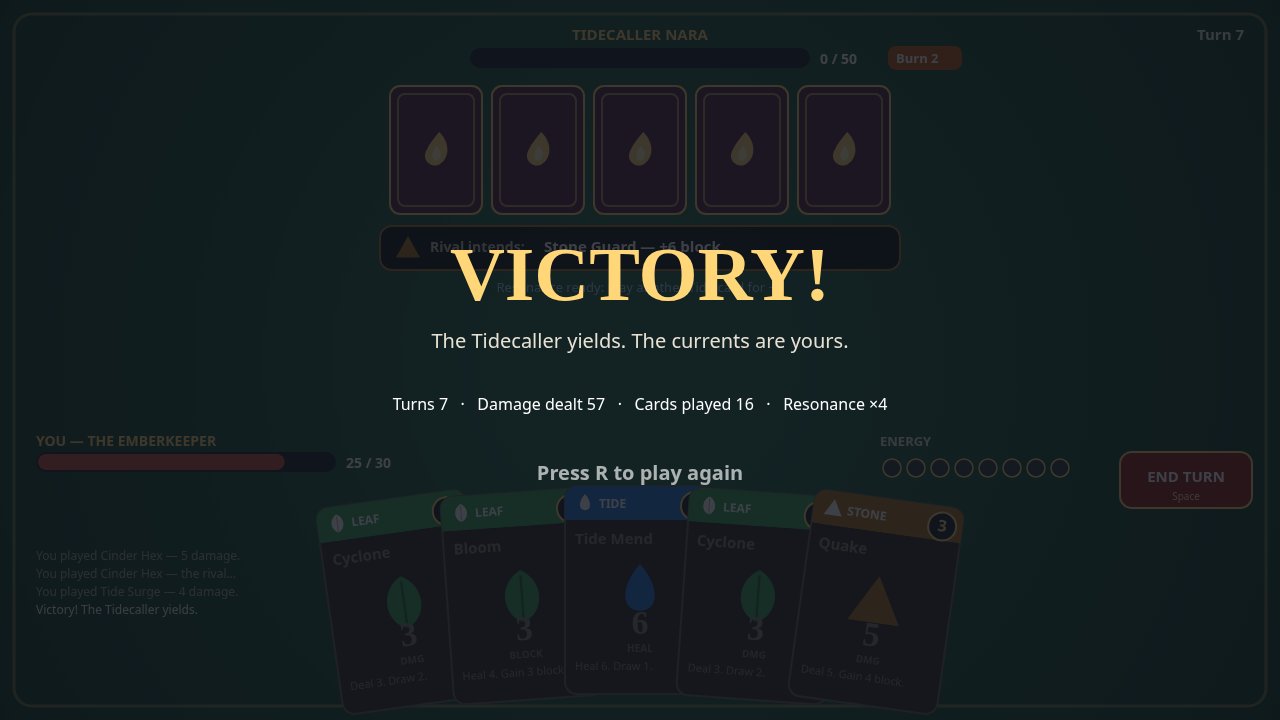 TIDECALLER NARA
Turn 7
0 / 50
Burn 2
Rival intends: Stone Guard — +6 block
VICTORY!
The Tidecaller yields. The currents are yours.
Turns 7 · Damage dealt 57 · Cards played 16 · Resonance ×4
YOU — THE EMBERKEEPER
25 / 30
ENERGY
END TURN
Space
Press R to play again
You played Cinder Hex — 5 damage.
You played Cinder Hex — the rival...
You played Tide Surge — 4 damage.
Victory! The Tidecaller yields.
LEAF
Cyclone
3
DMG
Deal 3. Draw 2.
LEAF
Bloom
3
BLOCK
Heal 4. Gain 3 block
TIDE
Tide Mend
6
HEAL
Heal 6. Draw 1.
LEAF
Cyclone
3
DMG
Deal 3. Draw 2.
STONE
3
Quake
5
DMG
Deal 5. Gain 4 block.